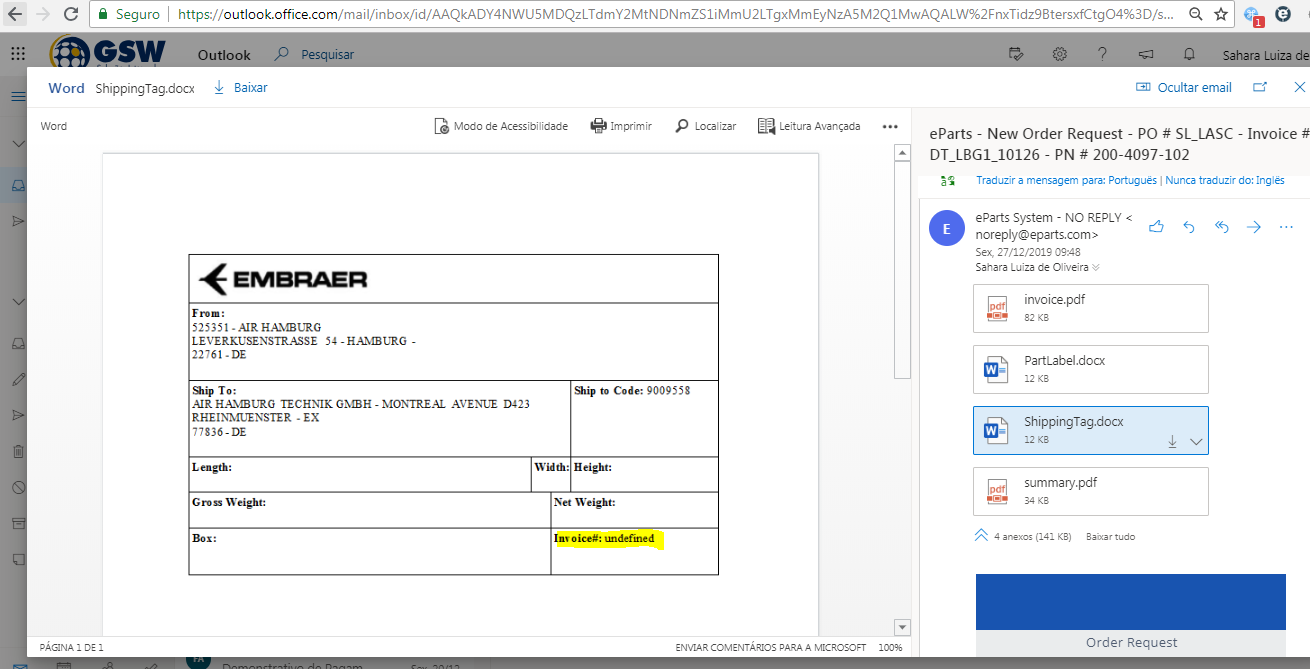 Seguro
https://outlook.office.com/mail/inbox/id/AAQkADY4NWU5MDQzLTdmY2MtNDNmZS1iMmU2LTgxMmEyNzA5M2Q1MwAQALW%2FnxTidz9BtersxfCtgO4%3D/s...
1
GSW Outlook Pesquisar Sahara Luiza de
Word ShippingTag.docx Baixar Ocultar email
Word Modo de Acessibilidade Imprimir Localizar Leitura Avançada
EMBRAER
From:
525351 - AIR HAMBURG
LEVERKUSENSTRASSE 54 - HAMBURG -
22761 - DE
Ship To:
AIR HAMBURG TECHNIK GMBH - MONTREAL AVENUE D423
RHEINMUENSTER - EX
77836 - DE
Ship to Code: 9009558
Length: Width: Height:
Gross Weight: Net Weight:
Box: Invoice#: undefined
PÁGINA 1 DE 1 ENVIAR COMENTÁRIOS PARA A MICROSOFT 100%
eParts - New Order Request - PO # SL_LASC - Invoice #
DT_LBG1_10126 - PN # 200-4097-102
Traduzir a mensagem para: Português | Nunca traduzir do: Inglês
E
eParts System - NO REPLY <
noreply@eparts.com>
Sex, 27/12/2019 09:48
Sahara Luiza de Oliveira
invoice.pdf
82 KB
PartLabel.docx
12 KB
ShippingTag.docx
12 KB
summary.pdf
34 KB
4 anexos (141 KB) Baixar tudo
Order Request